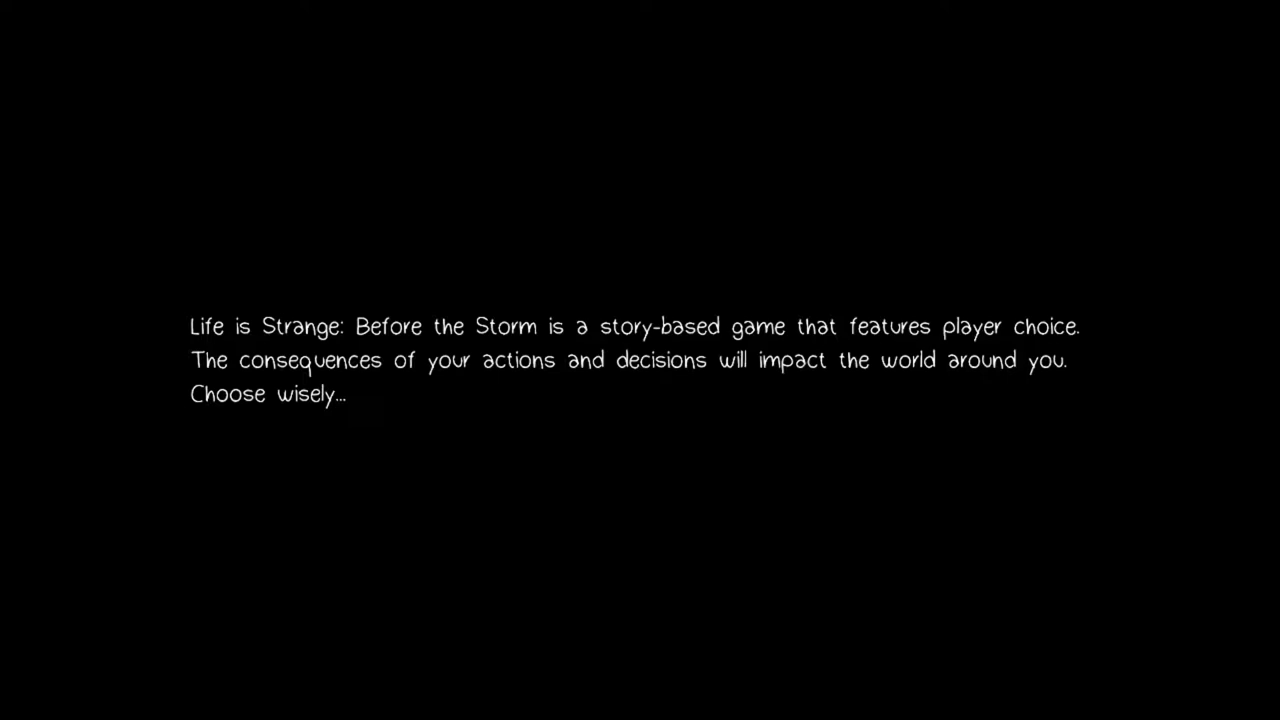 Life is Strange: Before the Storm is a story-based game that features player choice.
The consequences of your actions and decisions will impact the world around you.
Choose wisely...